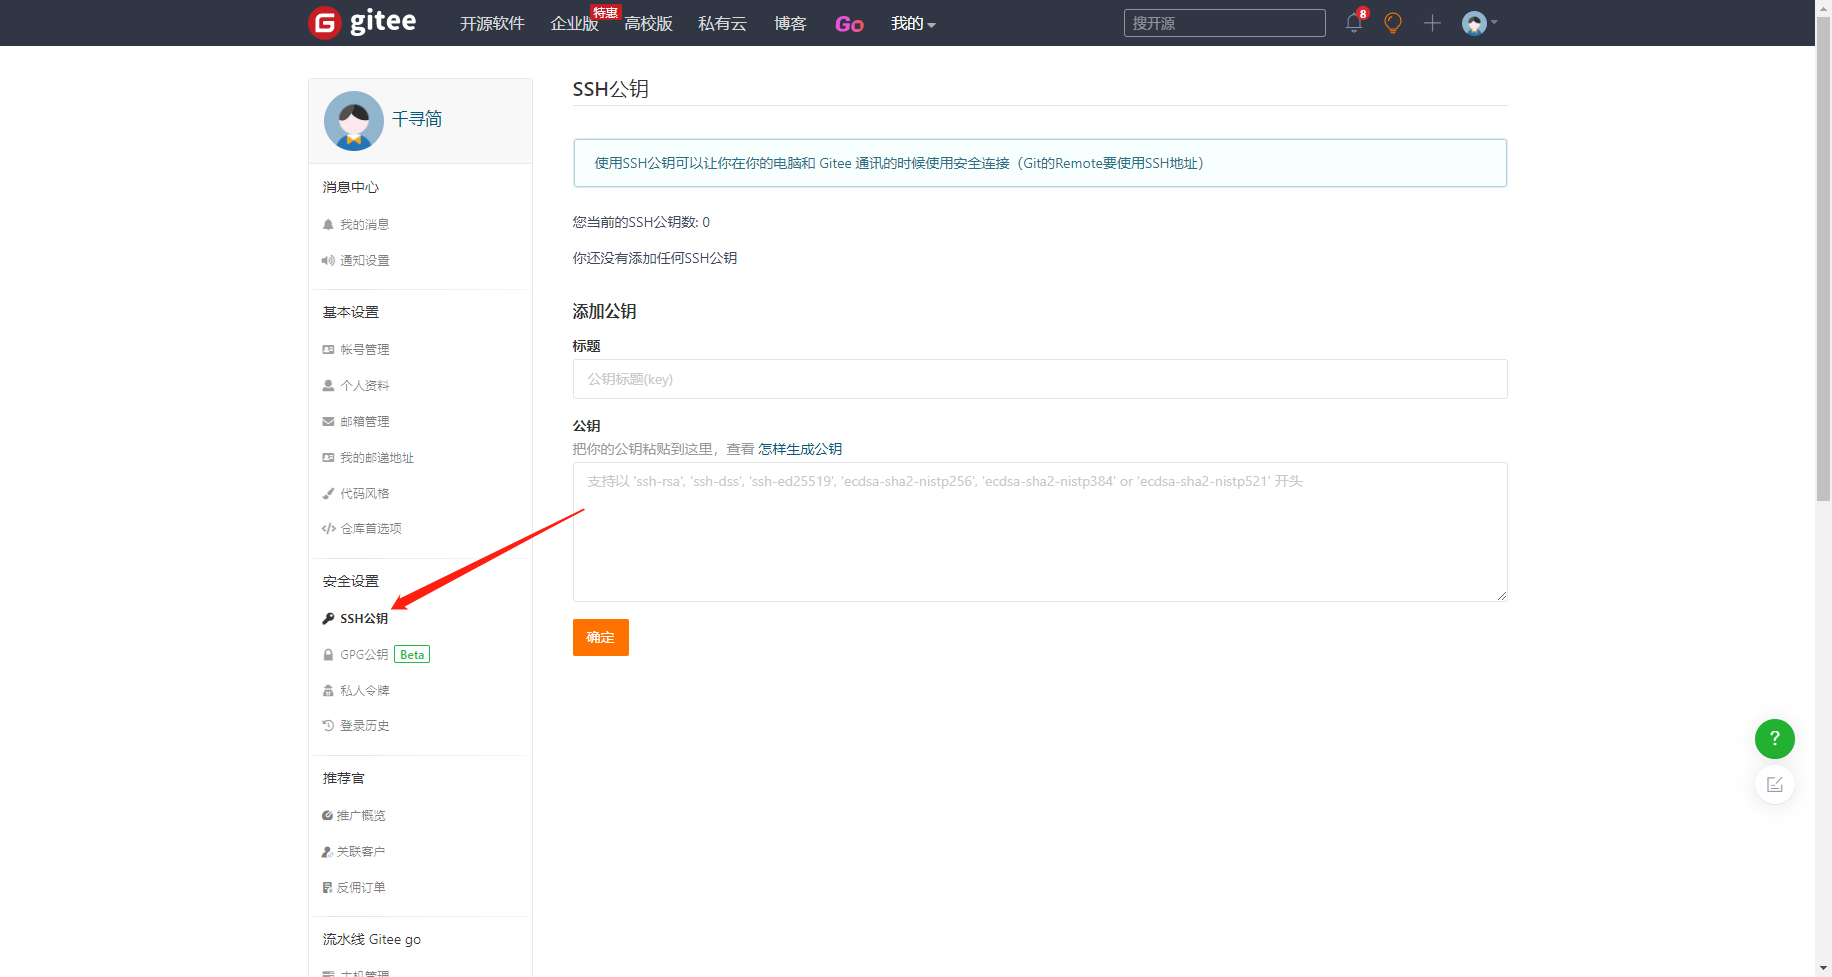 gitee
开源软件
企业版
特惠
高校版
私有云
博客
Go
我的
搜开源
8
千寻简
消息中心
我的消息
通知设置
基本设置
帐号管理
个人资料
邮箱管理
我的邮递地址
代码风格
仓库首选项
安全设置
SSH公钥
GPG公钥 Beta
私人令牌
登录历史
推荐官
推广概览
关联客户
反佣订单
流水线 Gitee go
主机管理
SSH公钥
使用SSH公钥可以让你在你的电脑和 Gitee 通讯的时候使用安全连接（Git的Remote要使用SSH地址）
您当前的SSH公钥数: 0
你还没有添加任何SSH公钥
添加公钥
标题
公钥标题(key)
公钥
把你的公钥粘贴到这里，查看 怎样生成公钥
支持以 'ssh-rsa', 'ssh-dss', 'ssh-ed25519', 'ecdsa-sha2-nistp256', 'ecdsa-sha2-nistp384' or 'ecdsa-sha2-nistp521' 开头
确定
?